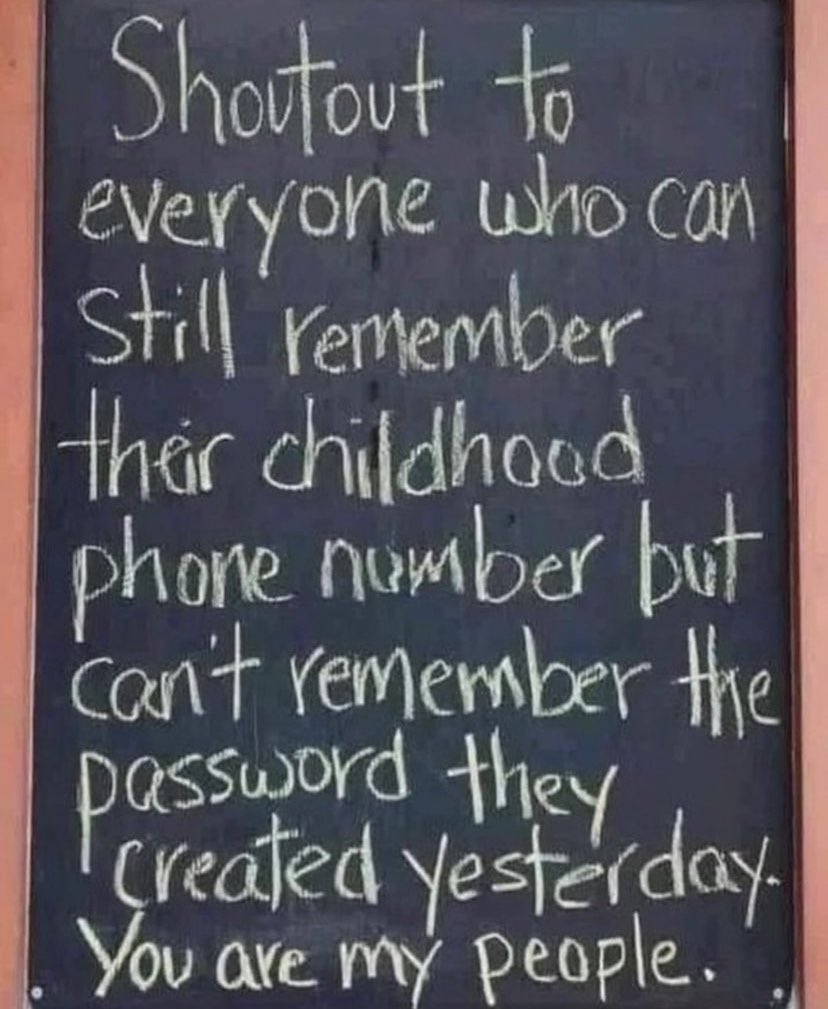 Shoutout to
everyone who can
still remember
their childhood
phone number but
can't remember the
password they
created yesterday.
You are my people.